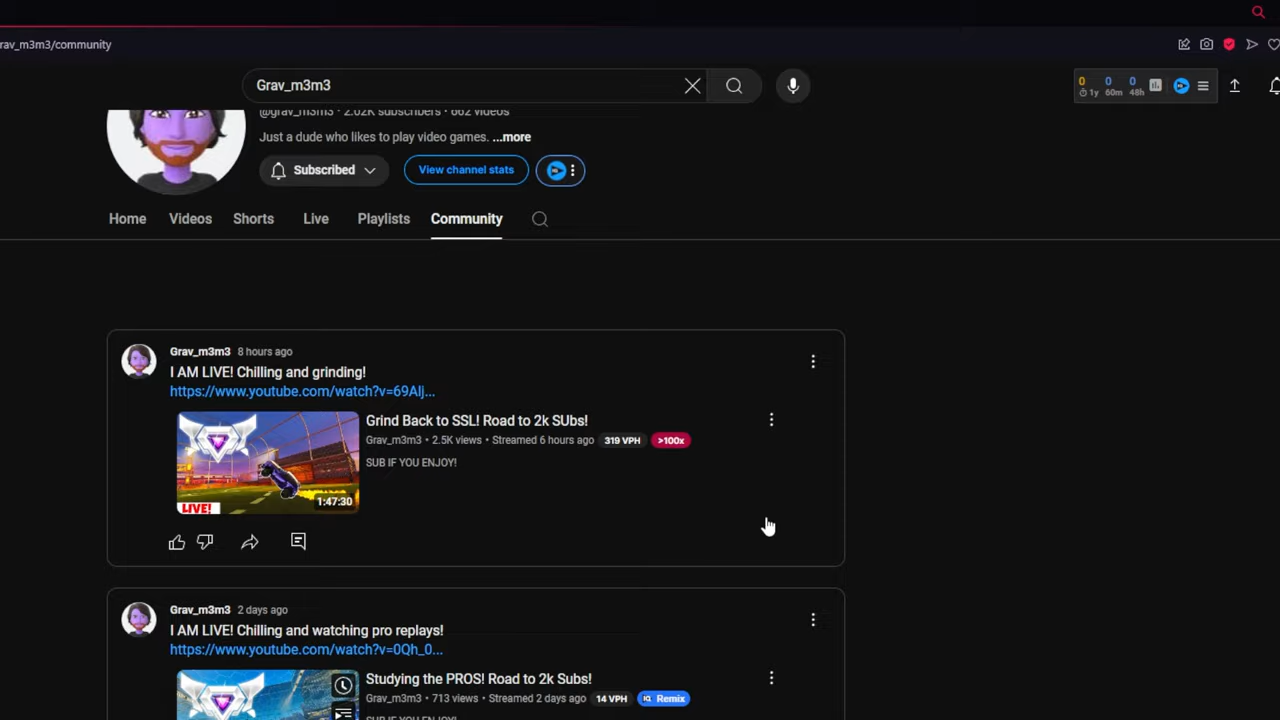 rav_m3m3/community
Grav_m3m3
0 0 0
1y 60m 48h
@grav_m3m3 • 2.02K subscribers • 662 videos
Just a dude who likes to play video games. ...more
Subscribed
View channel stats
Home Videos Shorts Live Playlists Community
Grav_m3m3 8 hours ago
I AM LIVE! Chilling and grinding!
https://www.youtube.com/watch?v=69Alj...
Grind Back to SSL! Road to 2k SUbs!
Grav_m3m3 • 2.5K views • Streamed 6 hours ago 319 VPH >100x
SUB IF YOU ENJOY!
LIVE!
1:47:30
Grav_m3m3 2 days ago
I AM LIVE! Chilling and watching pro replays!
https://www.youtube.com/watch?v=0Qh_0...
Studying the PROS! Road to 2k Subs!
Grav_m3m3 • 713 views • Streamed 2 days ago 14 VPH Remix
SUB IF YOU ENJOY!